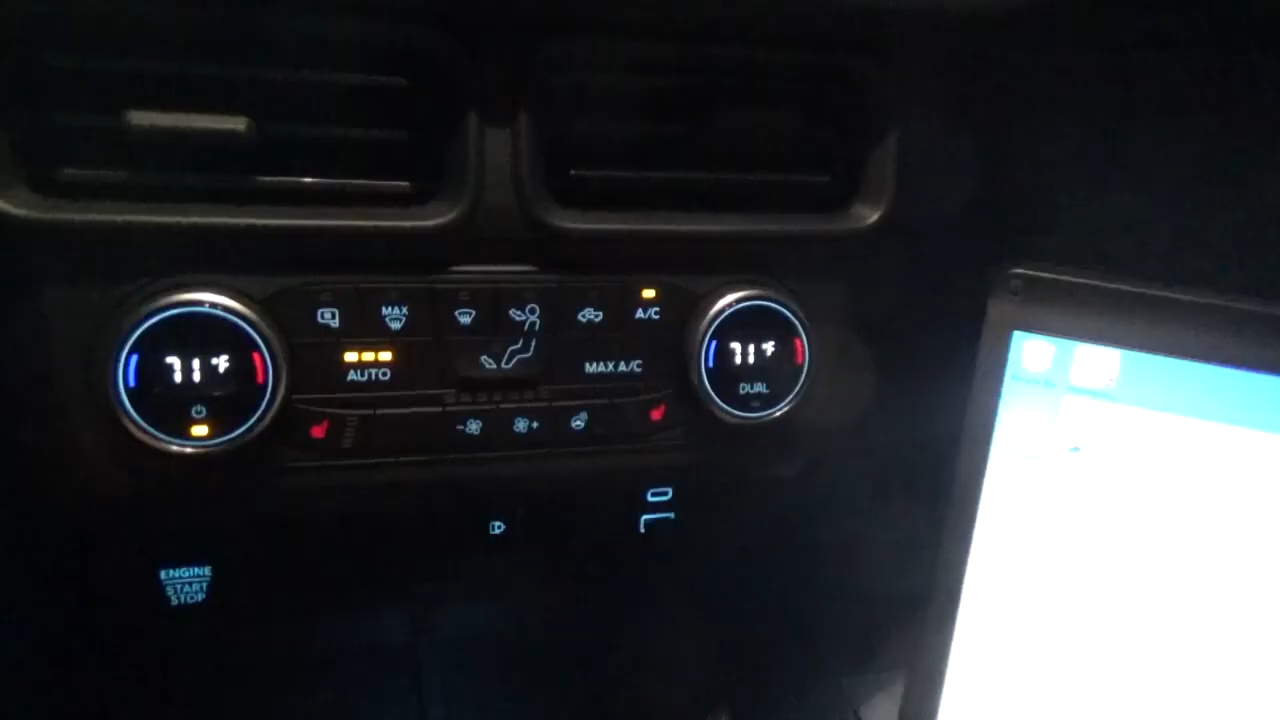 MAX
A/C
71°F
AUTO
MAX A/C
71°F
DUAL
- +
ENGINE
START
STOP